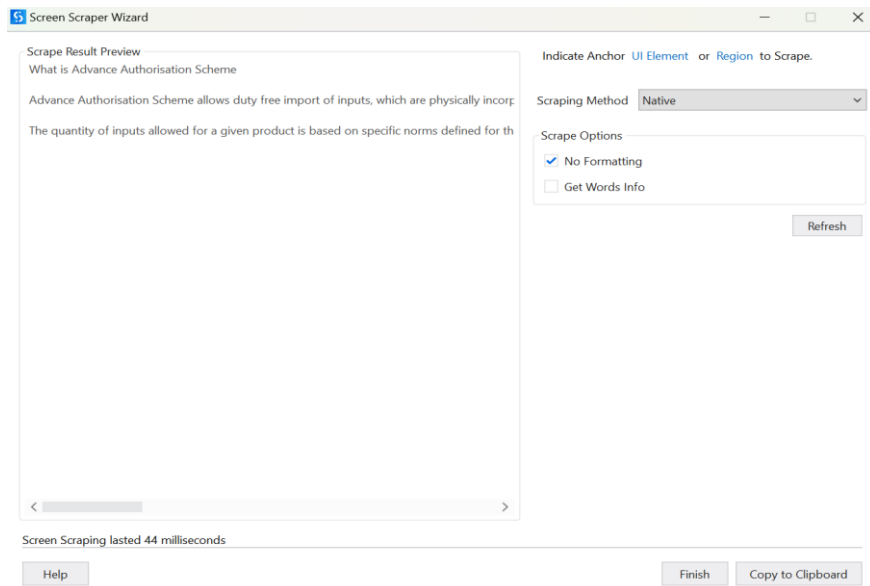 Screen Scraper Wizard
Scrape Result Preview
What is Advance Authorisation Scheme
Advance Authorisation Scheme allows duty free import of inputs, which are physically incorp
The quantity of inputs allowed for a given product is based on specific norms defined for th
Indicate Anchor UI Element or Region to Scrape.
Scraping Method Native
Scrape Options
No Formatting
Get Words Info
Refresh
Screen Scraping lasted 44 milliseconds
Help Finish Copy to Clipboard